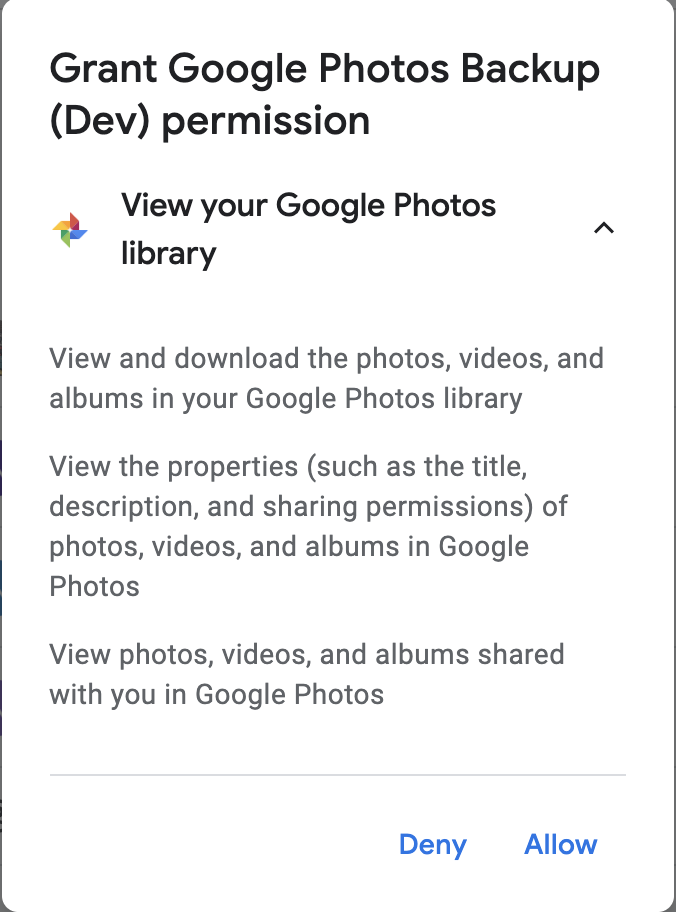 Grant Google Photos Backup
(Dev) permission
View your Google Photos
library
View and download the photos, videos, and
albums in your Google Photos library
View the properties (such as the title,
description, and sharing permissions) of
photos, videos, and albums in Google
Photos
View photos, videos, and albums shared
with you in Google Photos
Deny Allow